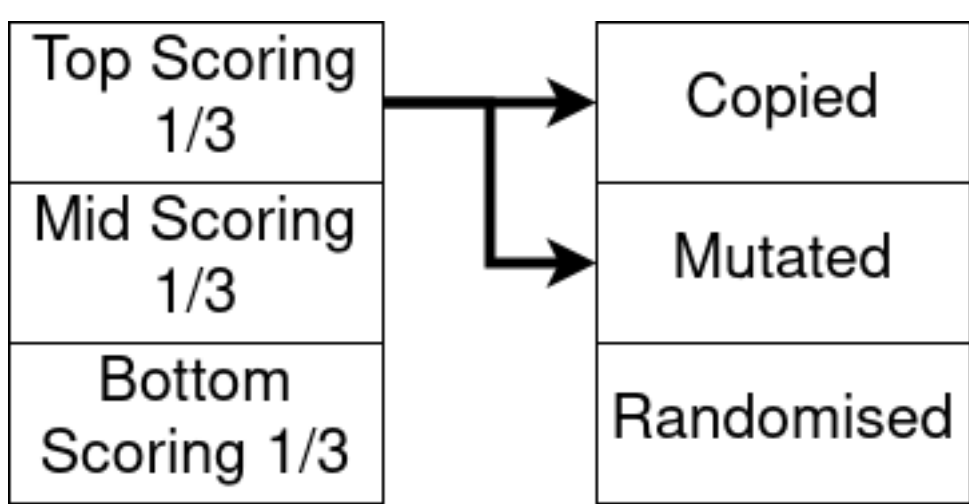 Top Scoring
1/3
Mid Scoring
1/3
Bottom
Scoring 1/3
Copied
Mutated
Randomised